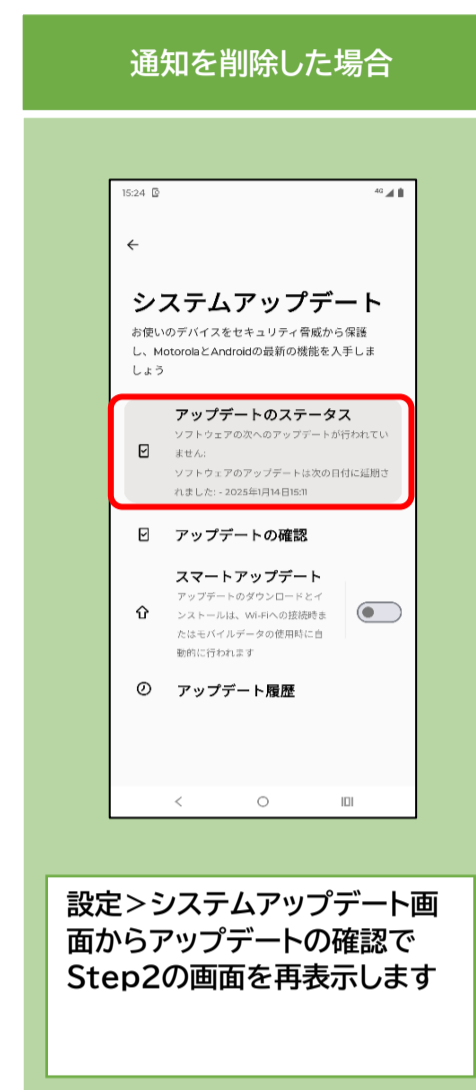 通知を削除した場合
15:24
4G
システムアップデート
お使いのデバイスをセキュリティ脅威から保護
し、MotorolaとAndroidの最新の機能を入手しま
しょう
アップデートのステータス
ソフトウェアの次へのアップデートが行われてい
ません:
ソフトウェアのアップデートは次の日付に延期さ
れました: - 2025年1月14日15:11
アップデートの確認
スマートアップデート
アップデートのダウンロードとイ
ンストールは、Wi-Fiへの接続時ま
たはモバイルデータの使用時に自
動的に行われます
アップデート履歴
設定>システムアップデート画
面からアップデートの確認で
Step2の画面を再表示します